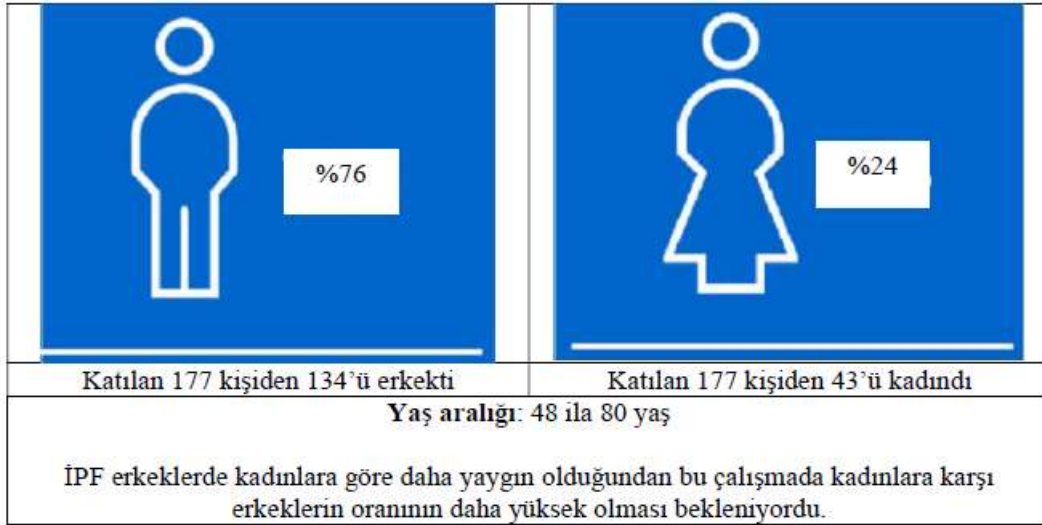 %76
%24
Katılan 177 kişiden 134’ü erkekti
Katılan 177 kişiden 43’ü kadındı
Yaş aralığı: 48 ila 80 yaş
İPF erkeklerde kadınlara göre daha yaygın olduğundan bu çalışmada kadınlara karşı
erkeklerin oranının daha yüksek olması bekleniyordu.